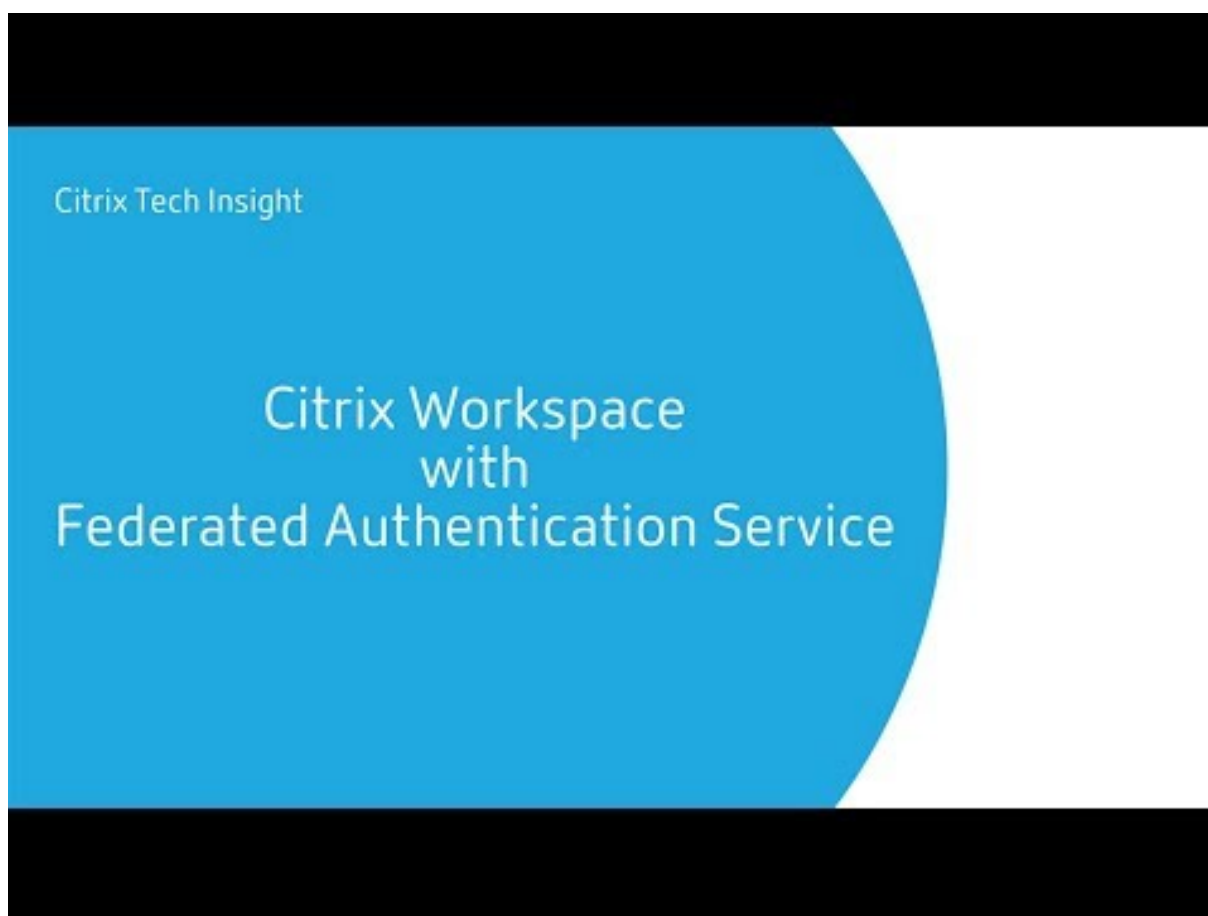 Citrix Tech Insight
Citrix Workspace
with
Federated Authentication Service